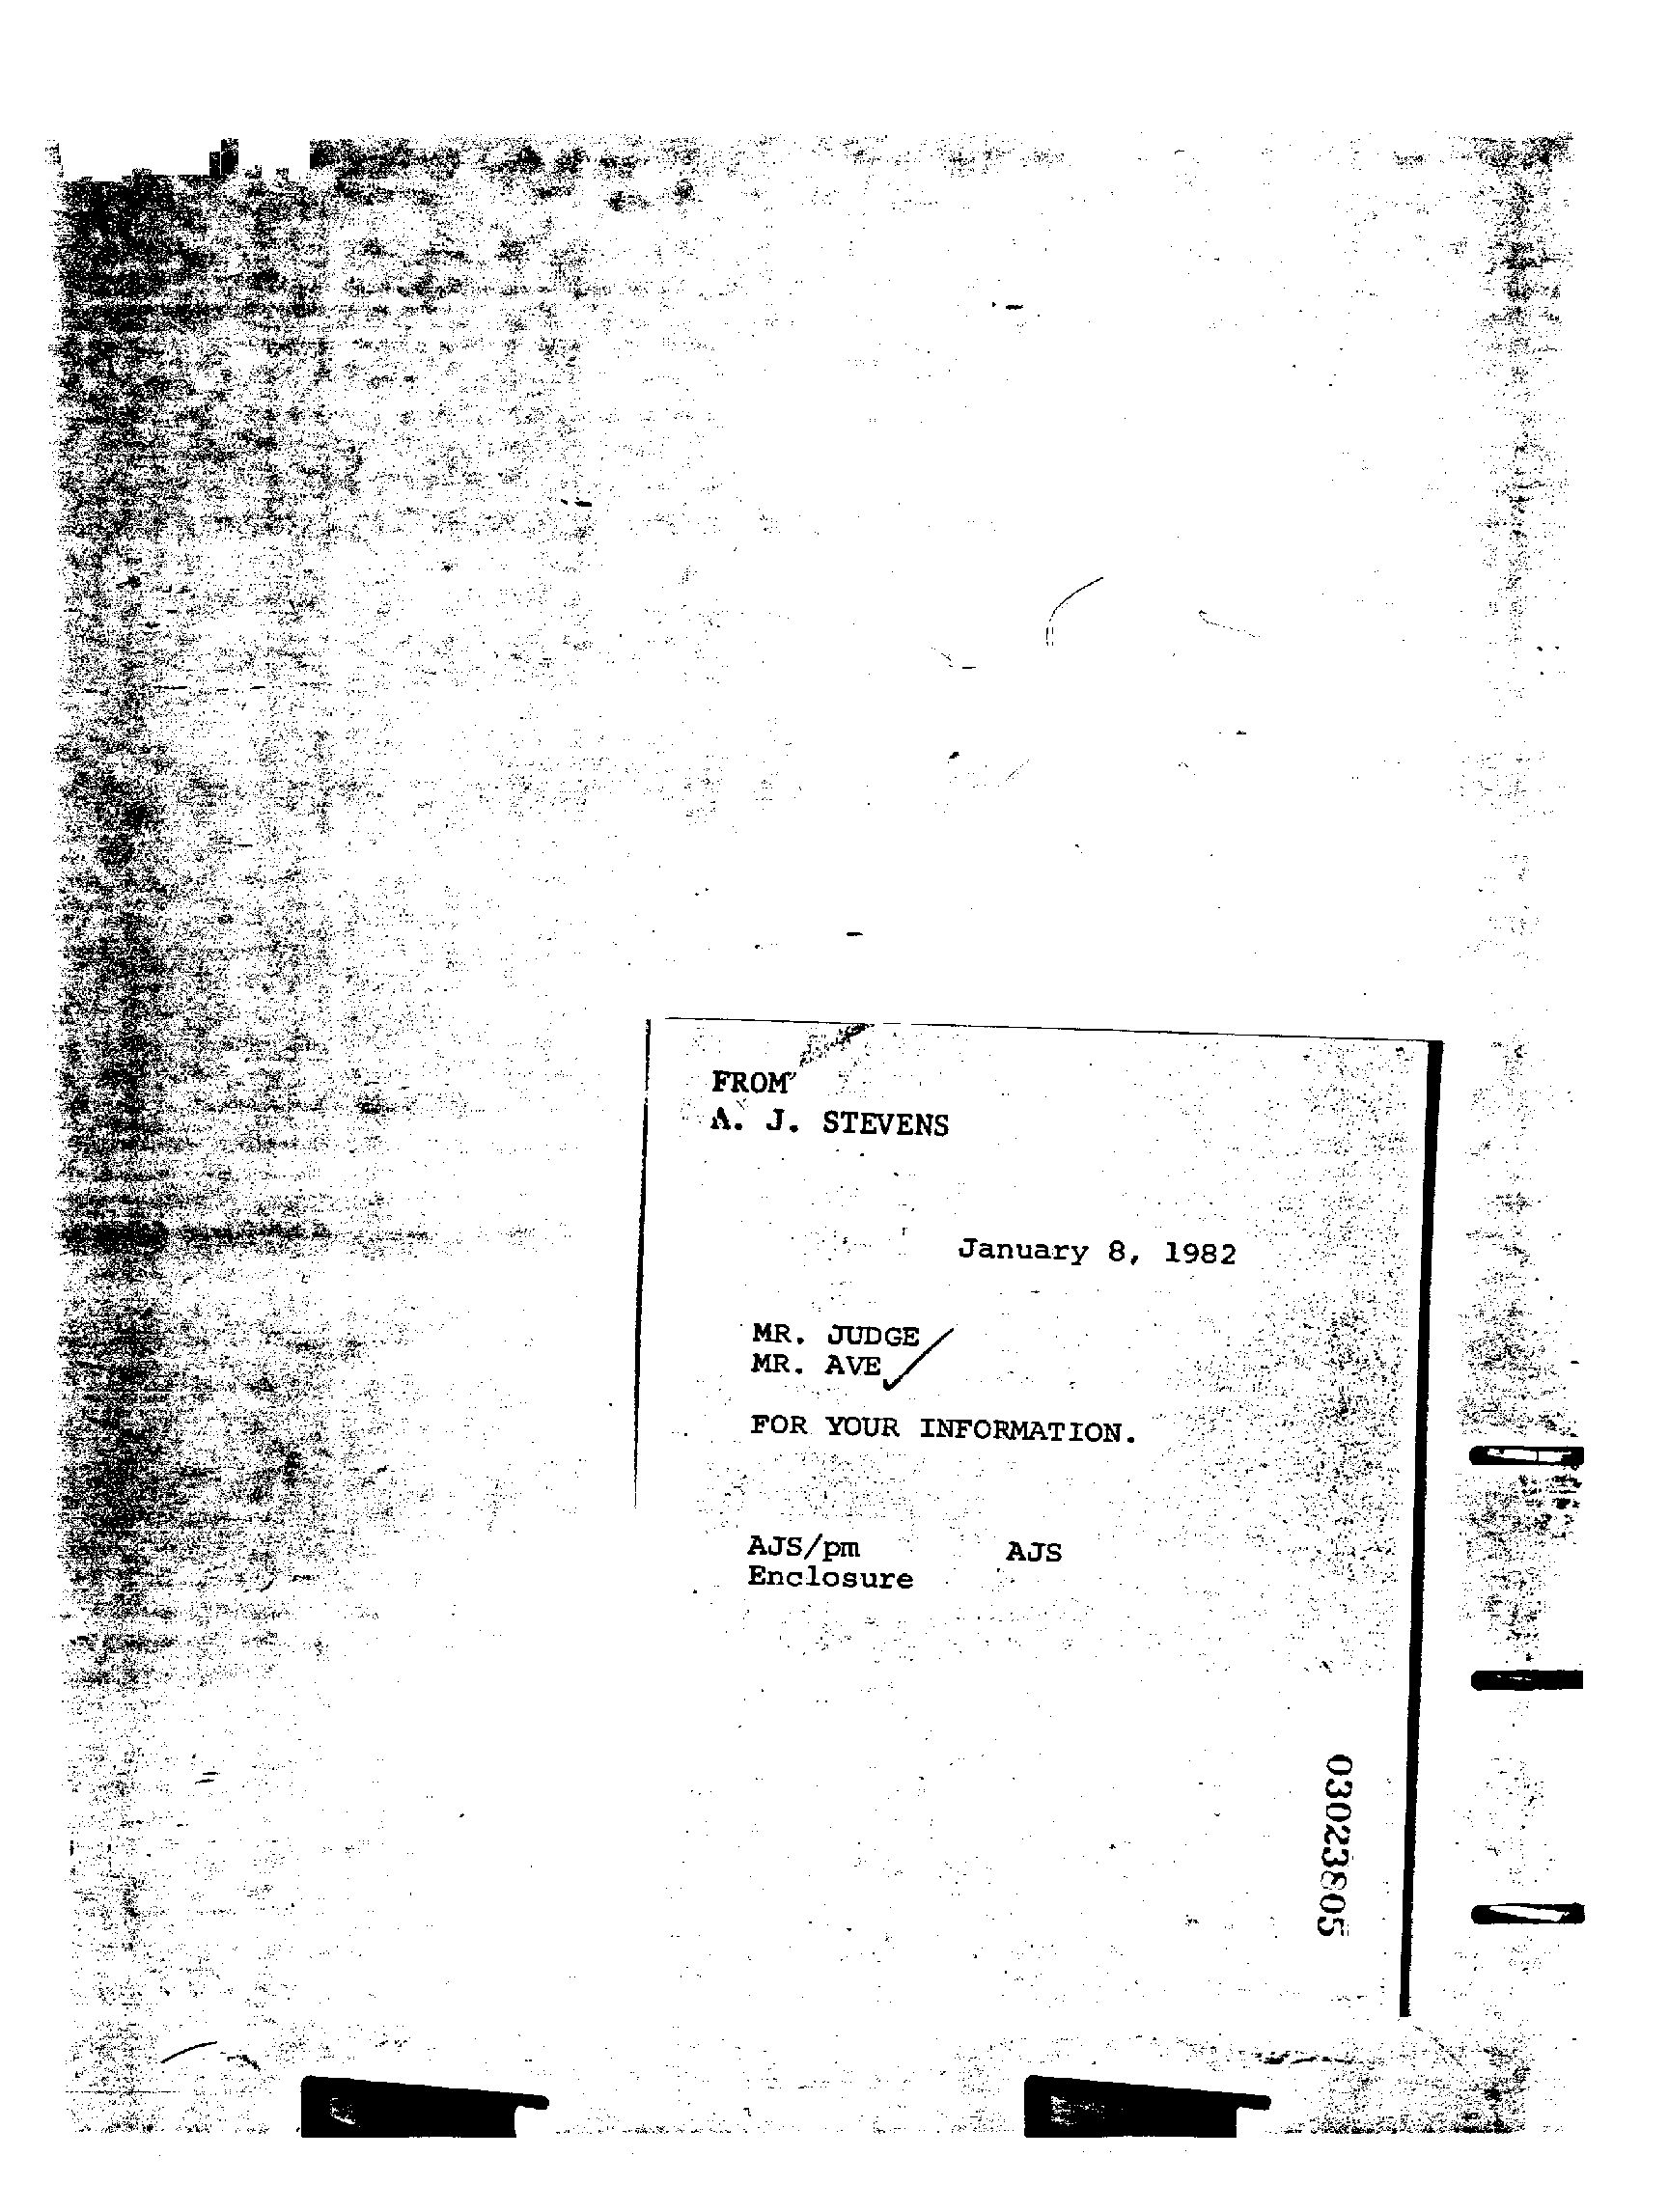 FROM
A. J. STEVENS
January 8, 1982
MR. JUDGE
MR. AVE
FOR YOUR INFORMATION.
AJS/pm AJS
Enclosure
03023805